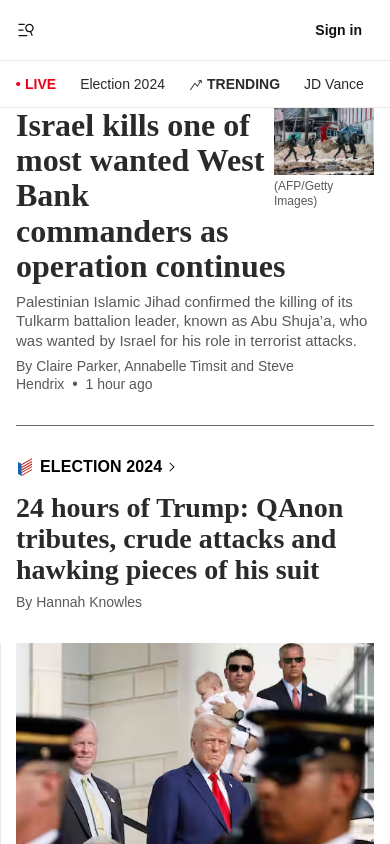 Sign in
LIVE
Election 2024
TRENDING
JD Vance
Israel kills one of
most wanted West
Bank
commanders as
operation continues
(AFP/Getty
Images)
Palestinian Islamic Jihad confirmed the killing of its
Tulkarm battalion leader, known as Abu Shuja’a, who
was wanted by Israel for his role in terrorist attacks.
By Claire Parker, Annabelle Timsit and Steve
Hendrix • 1 hour ago
ELECTION 2024
24 hours of Trump: QAnon
tributes, crude attacks and
hawking pieces of his suit
By Hannah Knowles